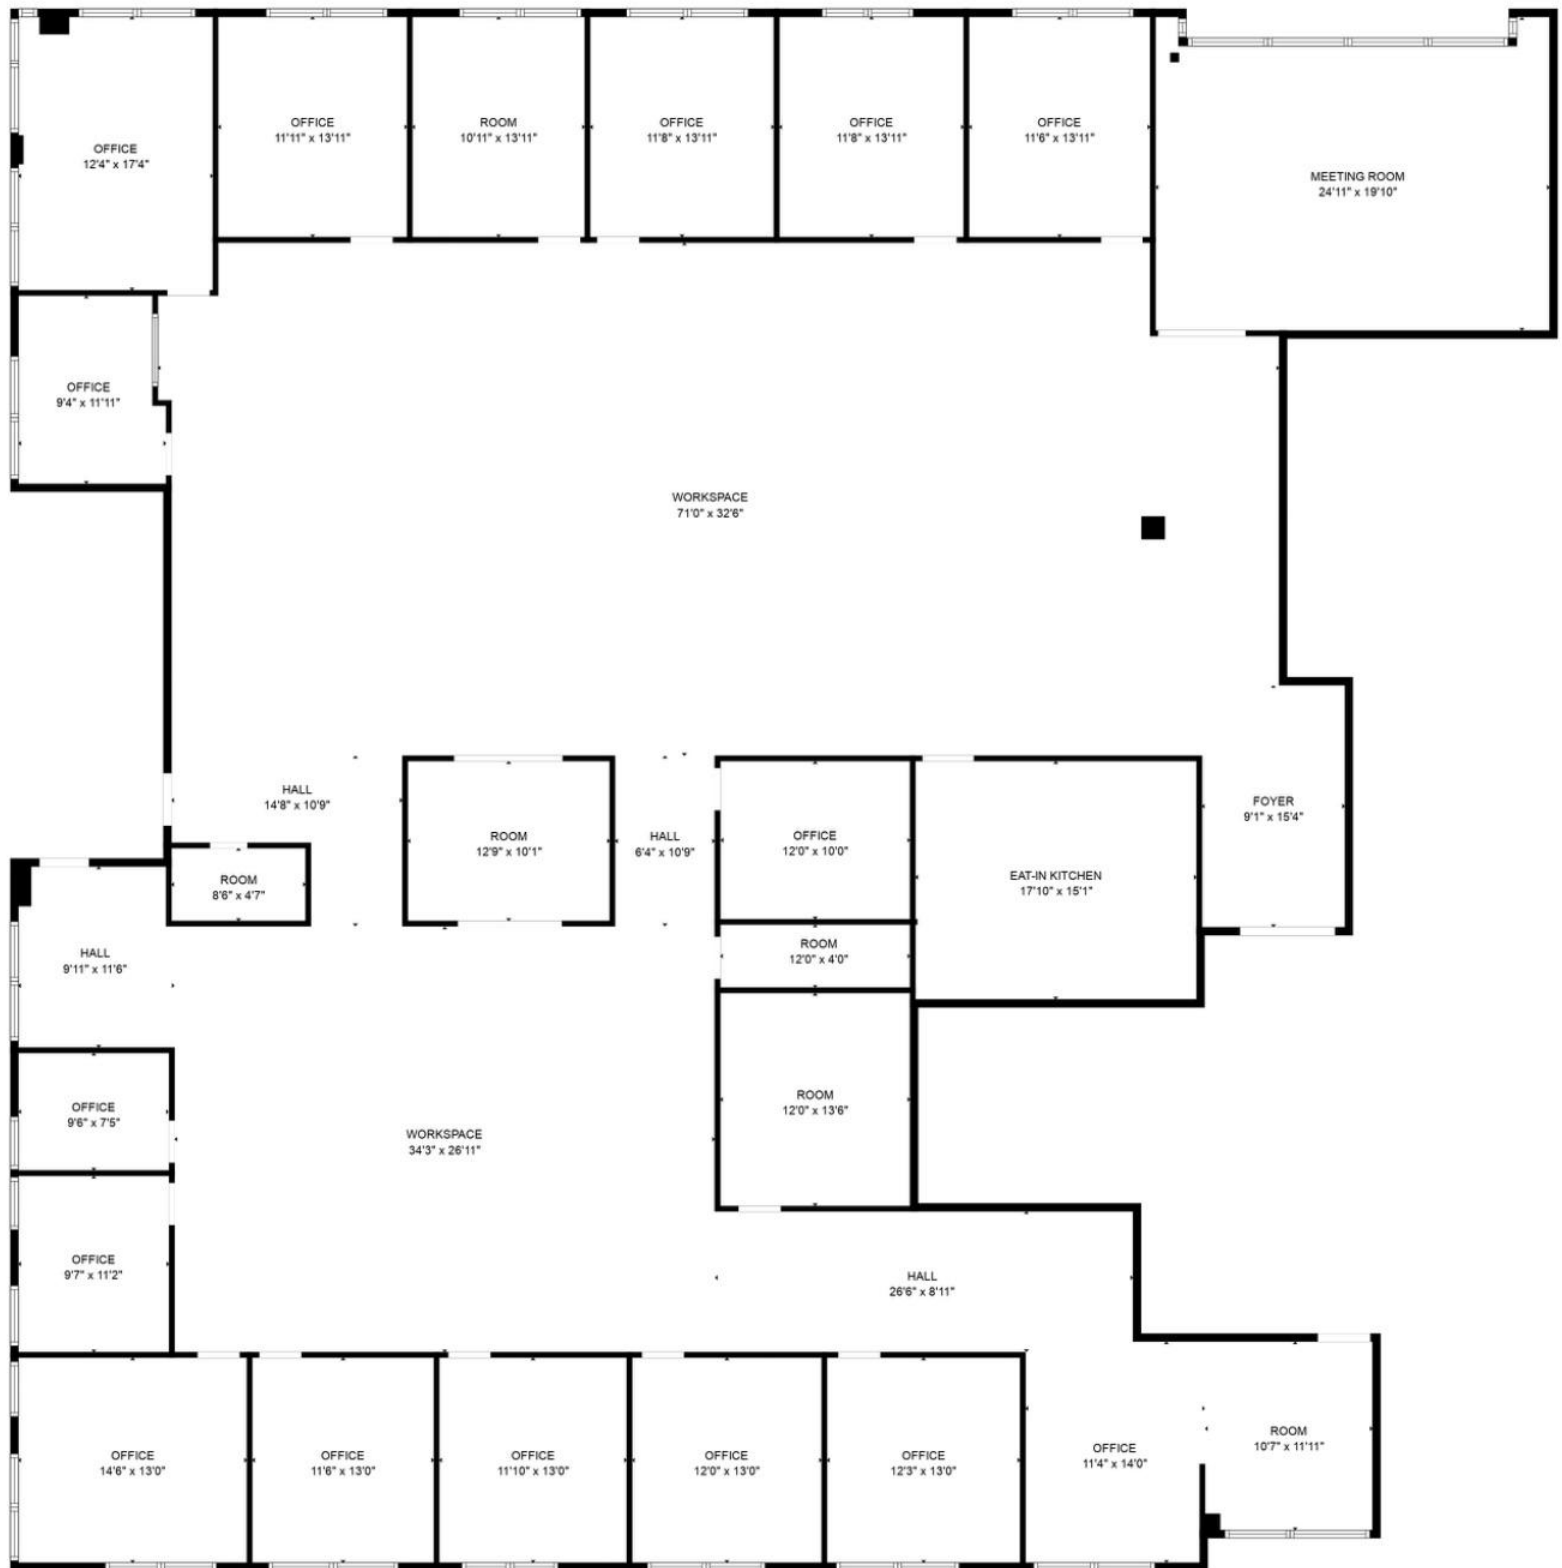 OFFICE
12'4" x 17'4"
OFFICE
11'11" x 13'11"
ROOM
10'11" x 13'11"
OFFICE
11'8" x 13'11"
OFFICE
11'8" x 13'11"
OFFICE
11'6" x 13'11"
MEETING ROOM
24'11" x 19'10"
OFFICE
9'4" x 11'11"
WORKSPACE
71'0" x 32'6"
HALL
14'8" x 10'9"
ROOM
12'9" x 10'1"
HALL
6'4" x 10'9"
OFFICE
12'0" x 10'0"
EAT-IN KITCHEN
17'10" x 15'1"
FOYER
9'1" x 15'4"
ROOM
8'6" x 4'7"
HALL
9'11" x 11'6"
ROOM
12'0" x 4'0"
OFFICE
9'6" x 7'5"
WORKSPACE
34'3" x 26'11"
ROOM
12'0" x 13'6"
OFFICE
9'7" x 11'2"
HALL
26'6" x 8'11"
OFFICE
14'6" x 13'0"
OFFICE
11'6" x 13'0"
OFFICE
11'10" x 13'0"
OFFICE
12'0" x 13'0"
OFFICE
12'3" x 13'0"
OFFICE
11'4" x 14'0"
ROOM
10'7" x 11'11"